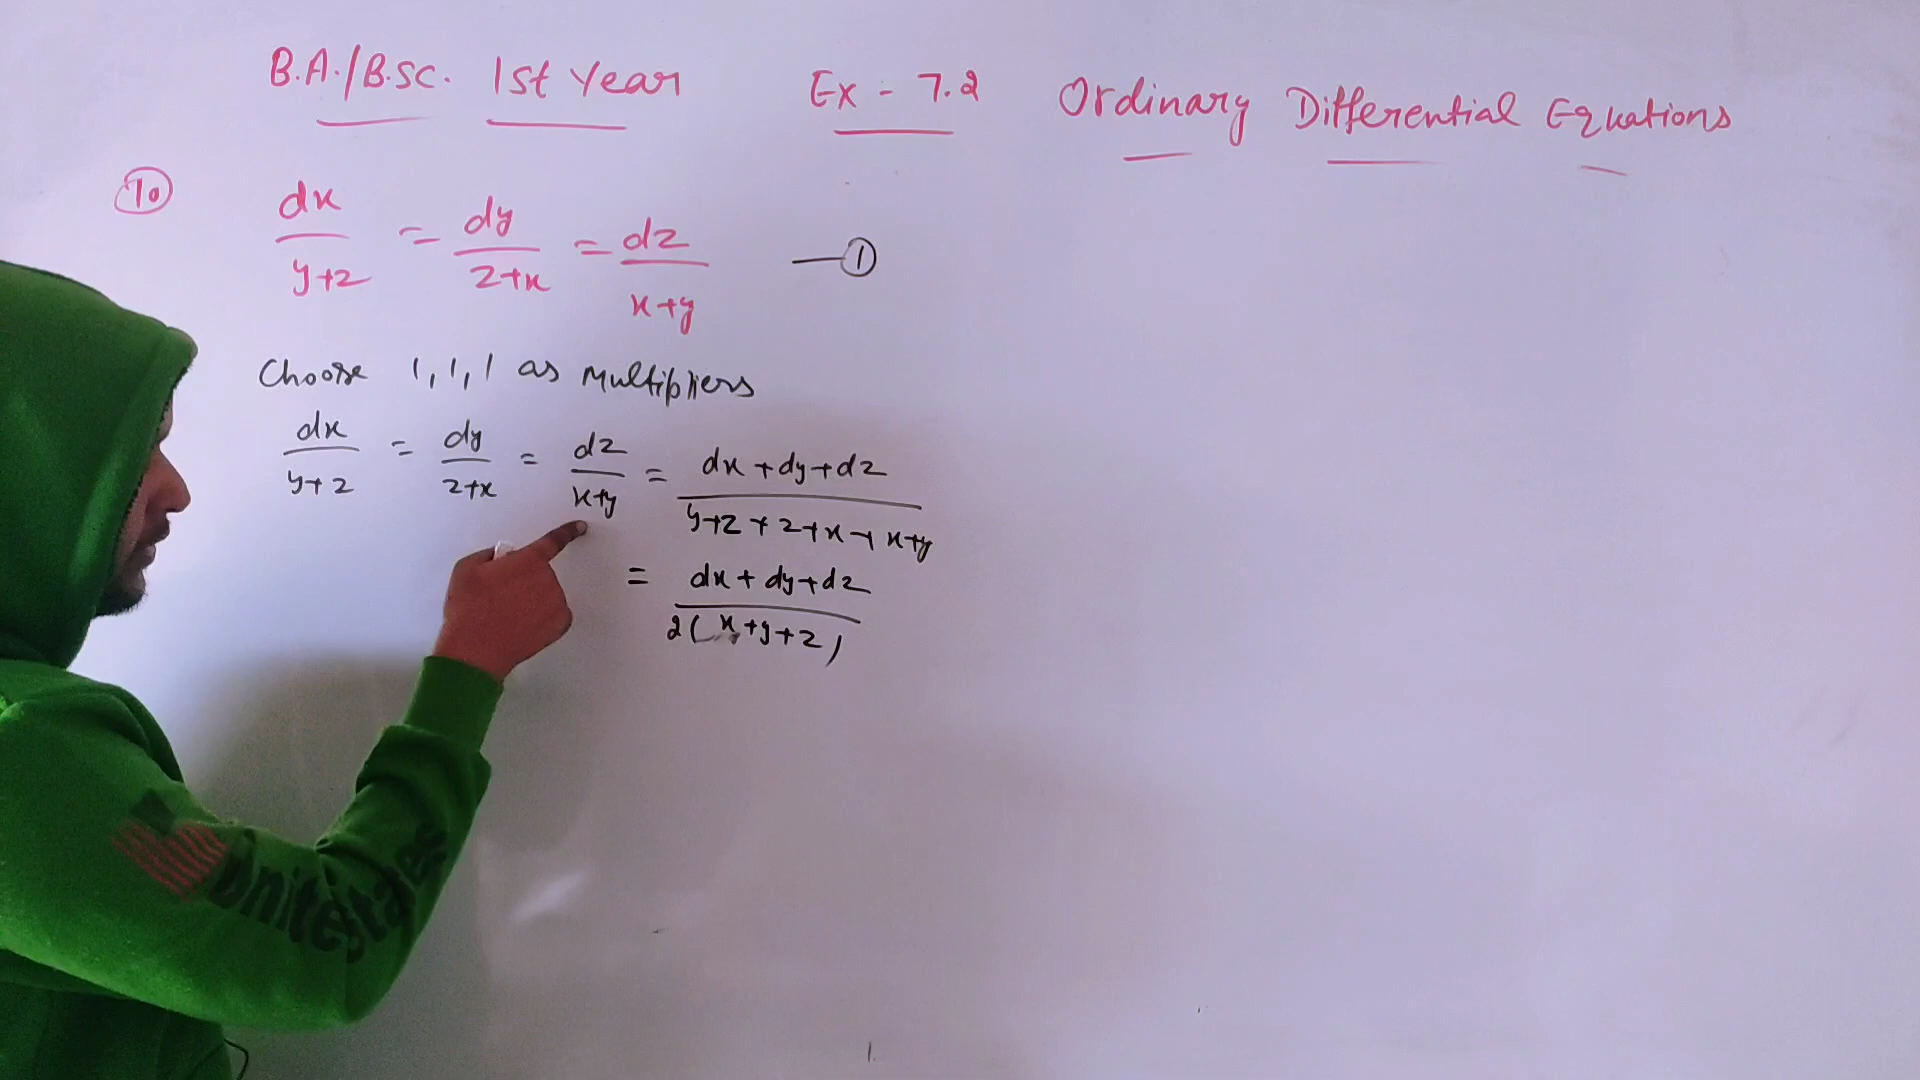 B.A./B.Sc. 1st Year Ex - 7.2 Ordinary Differential Equations
10 dx/y+z = dy/z+x = dz/x+y —①
Choose 1,1,1 as Multipliers
dx/y+z = dy/z+x = dz/x+y = dx+dy+dz/y+z+z+x+x+y
= dx+dy+dz/2(x+y+z)